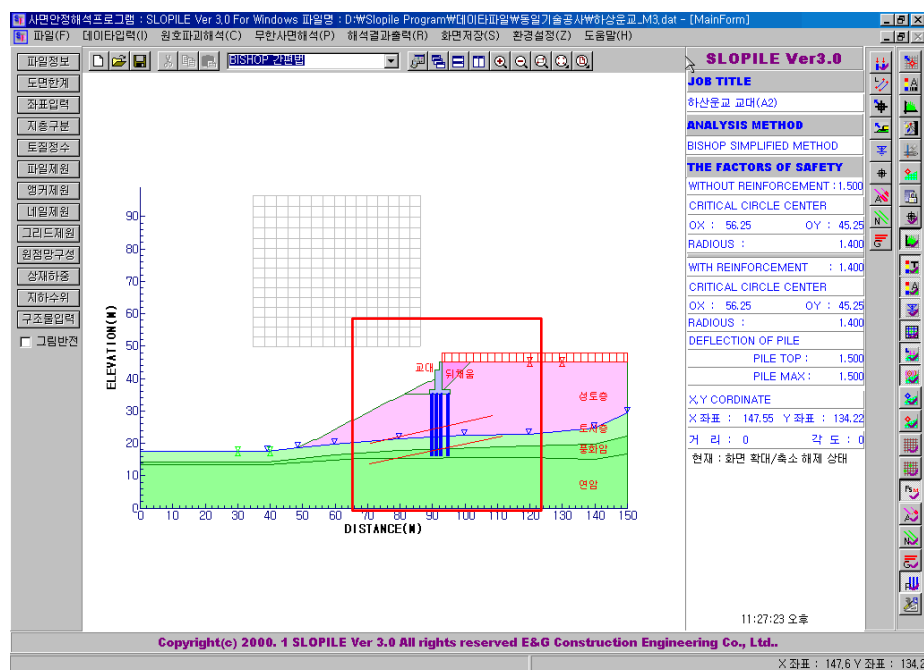 사면안정해석프로그램 : SLOPILE Ver 3,0 For Windows 파일명 : D:₩Slopile Program₩데이타파일₩동일기술공사₩하상운교_M3.dat - [MainForm]
파일(F) 데이타입력(I) 원호파괴해석(C) 무한사면해석(P) 해석결과출력(R) 화면저장(S) 환경설정(Z) 도움말(H)
파일정보
도면한계
좌표입력
지층구분
토질정수
파일제원
앵커제원
네일제원
그리드제원
원점망구성
상재하중
지하수위
구조물입력
그림반전
BISHOP 간편법
ELEVATION(M)
90
80
70
60
50
40
30
20
10
0
교대
뒤채움
성토층
토사층
풍화암
연암
0 10 20 30 40 50 60 70 80 90 100 110 120 130 140 150
DISTANCE(M)
SLOPILE Ver3.0
JOB TITLE
하산운교 교대(A2)
ANALYSIS METHOD
BISHOP SIMPLIFIED METHOD
THE FACTORS OF SAFETY
WITHOUT REINFORCEMENT : 1.500
CRITICAL CIRCLE CENTER
OX : 56.25 OY : 45.25
RADIOUS : 1.400
WITH REINFORCEMENT : 1.400
CRITICAL CIRCLE CENTER
OX : 56.25 OY : 45.25
RADIOUS : 1.400
DEFLECTION OF PILE
PILE TOP : 1.500
PILE MAX : 1.500
X,Y CORDINATE
X 좌표 : 147.55 Y 좌표 : 134.22
거 리 : 0 각 도 : 0
현재 : 화면 확대/축소 해제 상태
11:27:23 오후
Copyright(c) 2000. 1 SLOPILE Ver 3.0 All rights reserved E&G Construction Engineering Co., Ltd..
X 좌표 : 147,6 Y 좌표 : 134,2